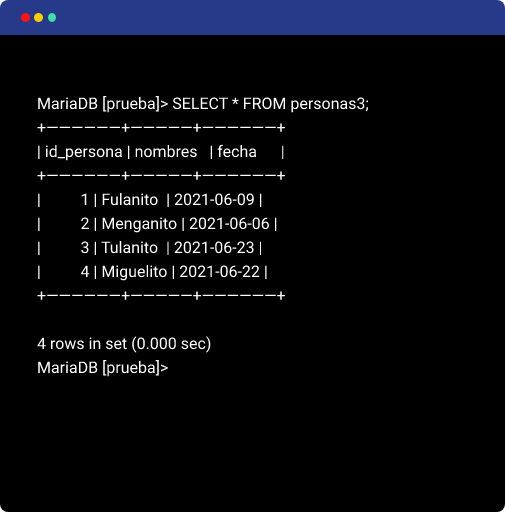 MariaDB [prueba]> SELECT * FROM personas3;
+——————+—————+——————+
| id_persona | nombres   | fecha      |
+——————+—————+——————+
|          1 | Fulanito  | 2021-06-09 |
|          2 | Menganito | 2021-06-06 |
|          3 | Tulanito  | 2021-06-23 |
|          4 | Miguelito | 2021-06-22 |
+——————+—————+——————+
4 rows in set (0.000 sec)
MariaDB [prueba]>